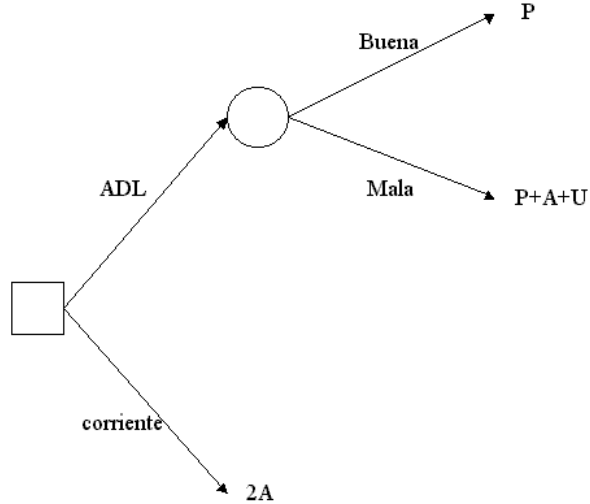 P
Buena
ADL
Mala
P+A+U
corriente
2A